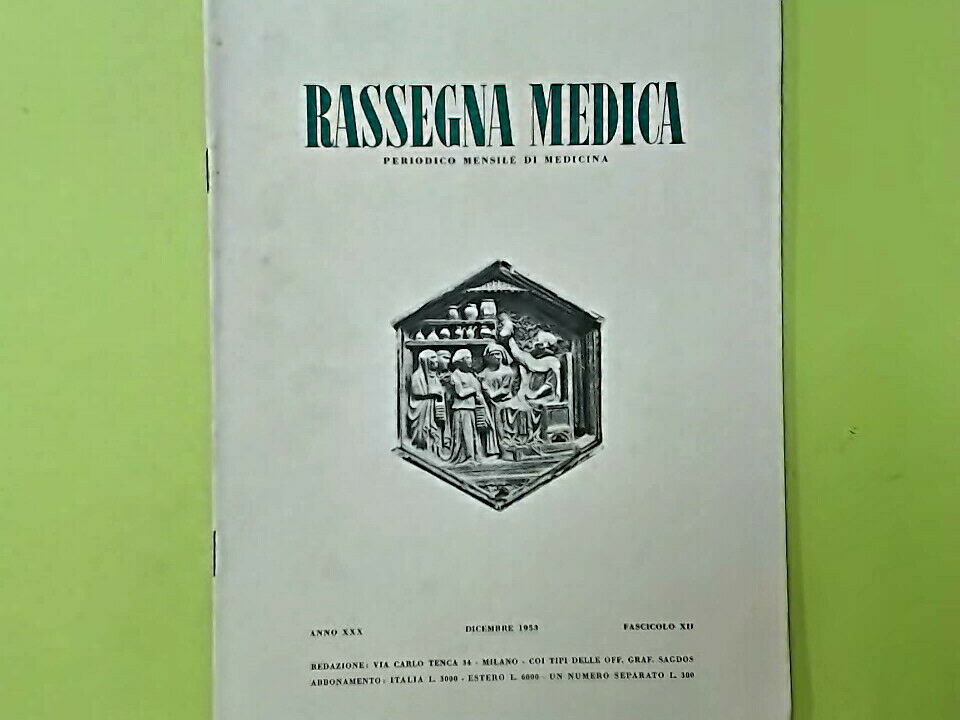 RASSEGNA MEDICA
PERIODICO MENSILE DI MEDICINA
ANNO XXX DICEMBRE 1953 FASCICOLO XII
REDAZIONE: VIA CARLO TENCA 34 - MILANO - COI TIPI DELLE OFF. GRAF. SAGDOS
ABBONAMENTO: ITALIA L. 3000 - ESTERO L. 6000 - UN NUMERO SEPARATO L. 300